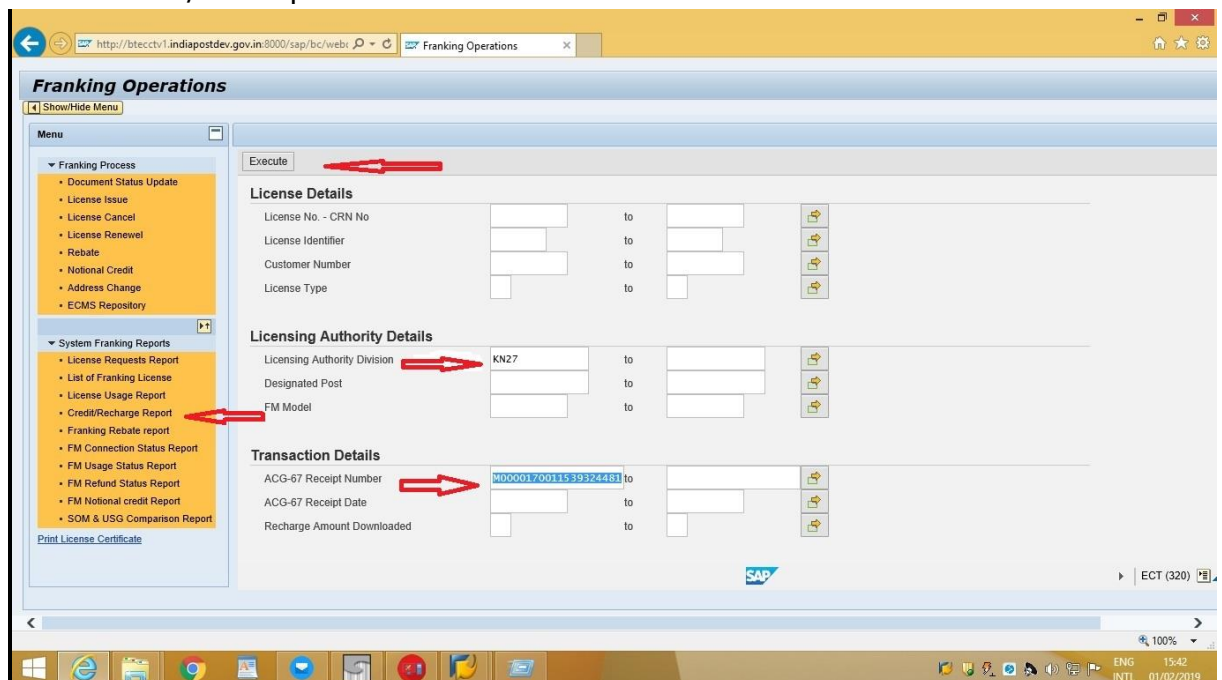 http://btecctv1.indiapostdev.gov.in:8000/sap/bc/webc
Franking Operations
Franking Operations
Show/Hide Menu
Menu
Franking Process
Document Status Update
License Issue
License Cancel
License Renewel
Rebate
Notional Credit
Address Change
ECMS Repository
System Franking Reports
License Requests Report
List of Franking License
License Usage Report
Credit/Recharge Report
Franking Rebate report
FM Connection Status Report
FM Usage Status Report
FM Refund Status Report
FM Notional credit Report
SOM & USG Comparison Report
Print License Certificate
Execute
License Details
License No. - CRN No to
License Identifier to
Customer Number to
License Type to
Licensing Authority Details
Licensing Authority Division KN27 to
Designated Post to
FM Model to
Transaction Details
ACG-67 Receipt Number M000017001153932448l to
ACG-67 Receipt Date to
Recharge Amount Downloaded to
SAP
ECT (320)
100%
ENG 15:42
INTL 01/02/2019